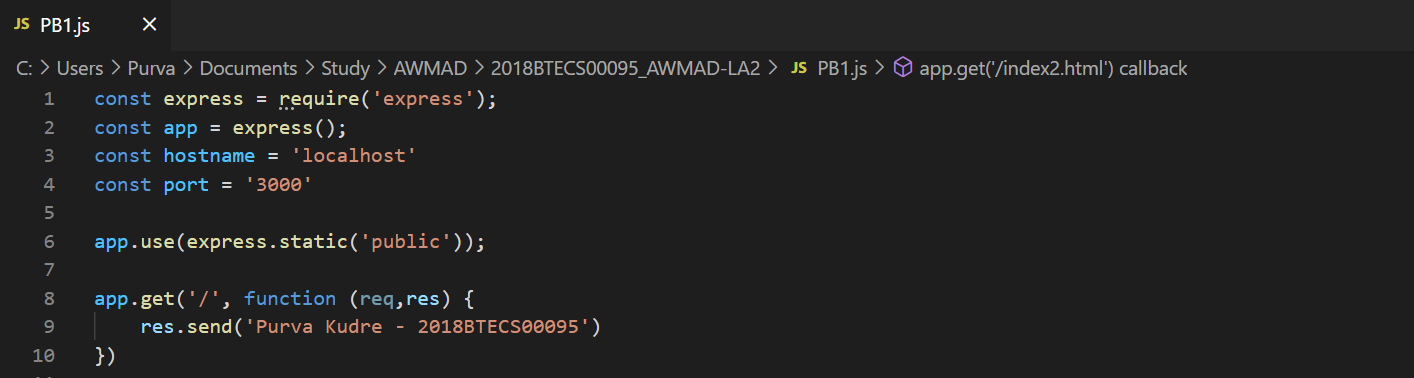 JS PB1.js ×
C: > Users > Purva > Documents > Study > AWMAD > 2018BTECS00095_AWMAD-LA2 > JS PB1.js > app.get('/index2.html') callback
1 const express = require('express');
2 const app = express();
3 const hostname = 'localhost'
4 const port = '3000'
5
6 app.use(express.static('public'));
7
8 app.get('/', function (req,res) {
9     res.send('Purva Kudre - 2018BTECS00095')
10 })